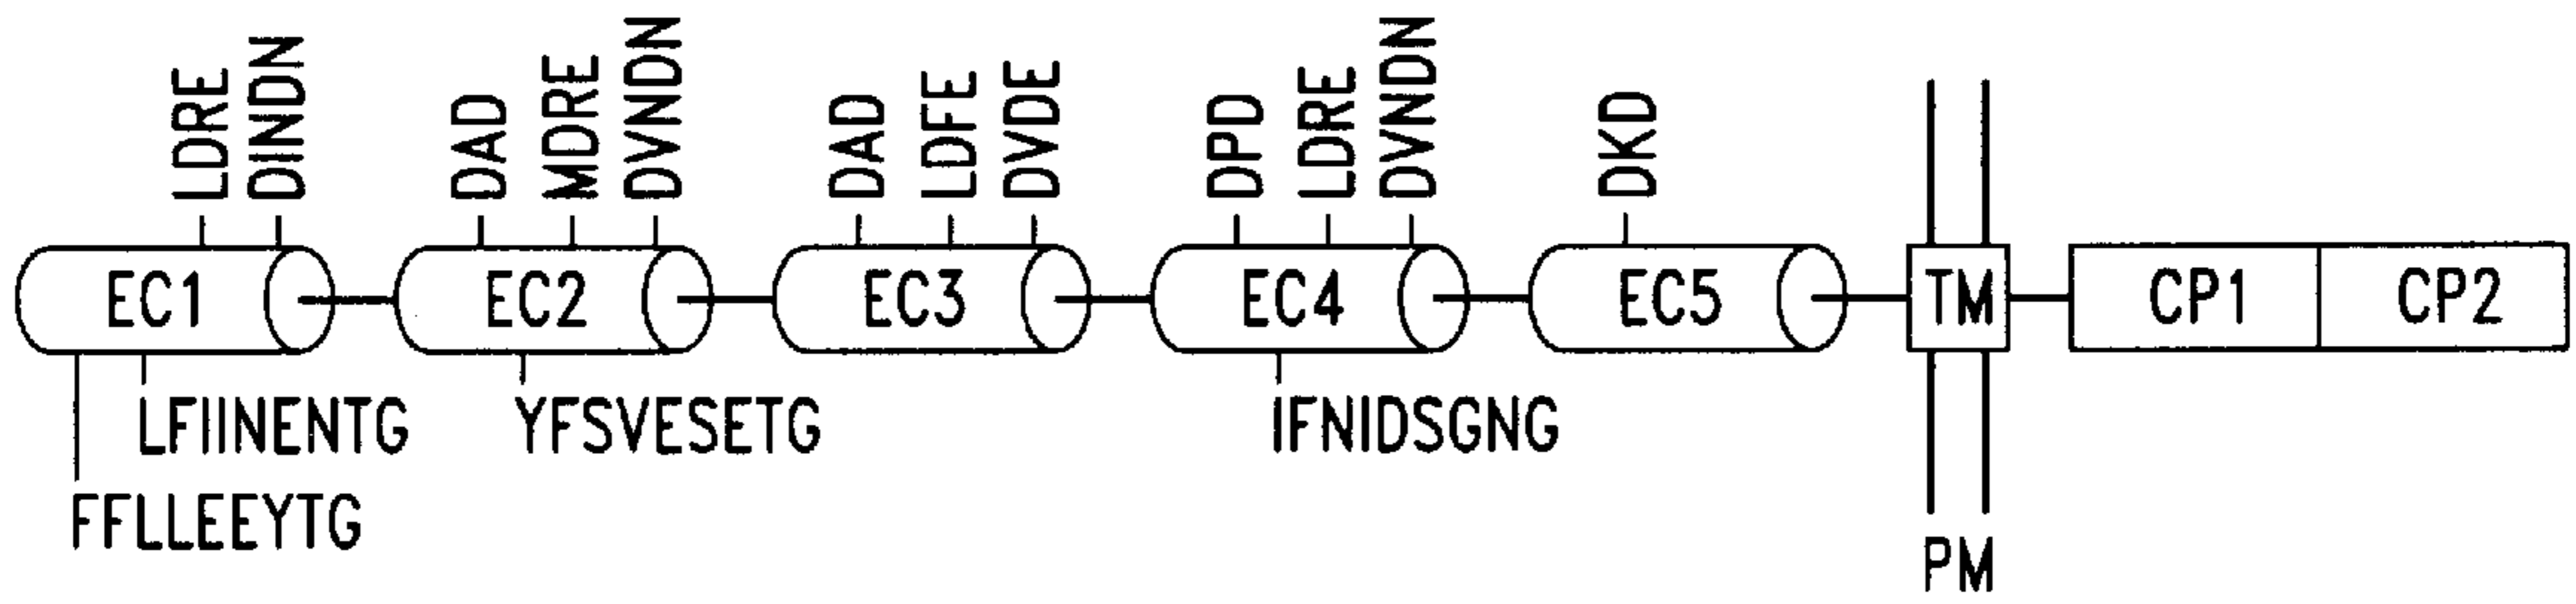 LDRE
DINDN
DAD
MDRE
DVNDN
DAD
LDFE
DVDE
DPD
LDRE
DVNDN
DKD
EC1
EC2
EC3
EC4
EC5
TM
CP1
CP2
LFIINENTG
YFSVESETG
IFNIDSGNG
FFLLEEYTG
PM